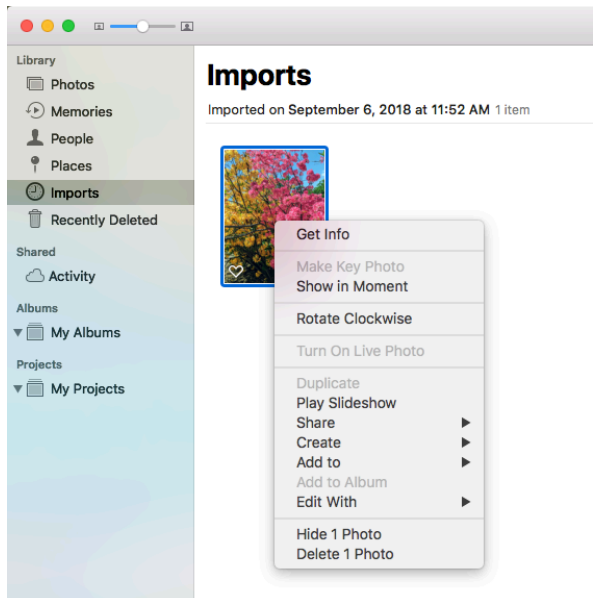 Library
Photos
Memories
People
Places
Imports
Recently Deleted
Shared
Activity
Albums
My Albums
Projects
My Projects
Imports
Imported on September 6, 2018 at 11:52 AM 1 item
Get Info
Make Key Photo
Show in Moment
Rotate Clockwise
Turn On Live Photo
Duplicate
Play Slideshow
Share
Create
Add to
Add to Album
Edit With
Hide 1 Photo
Delete 1 Photo